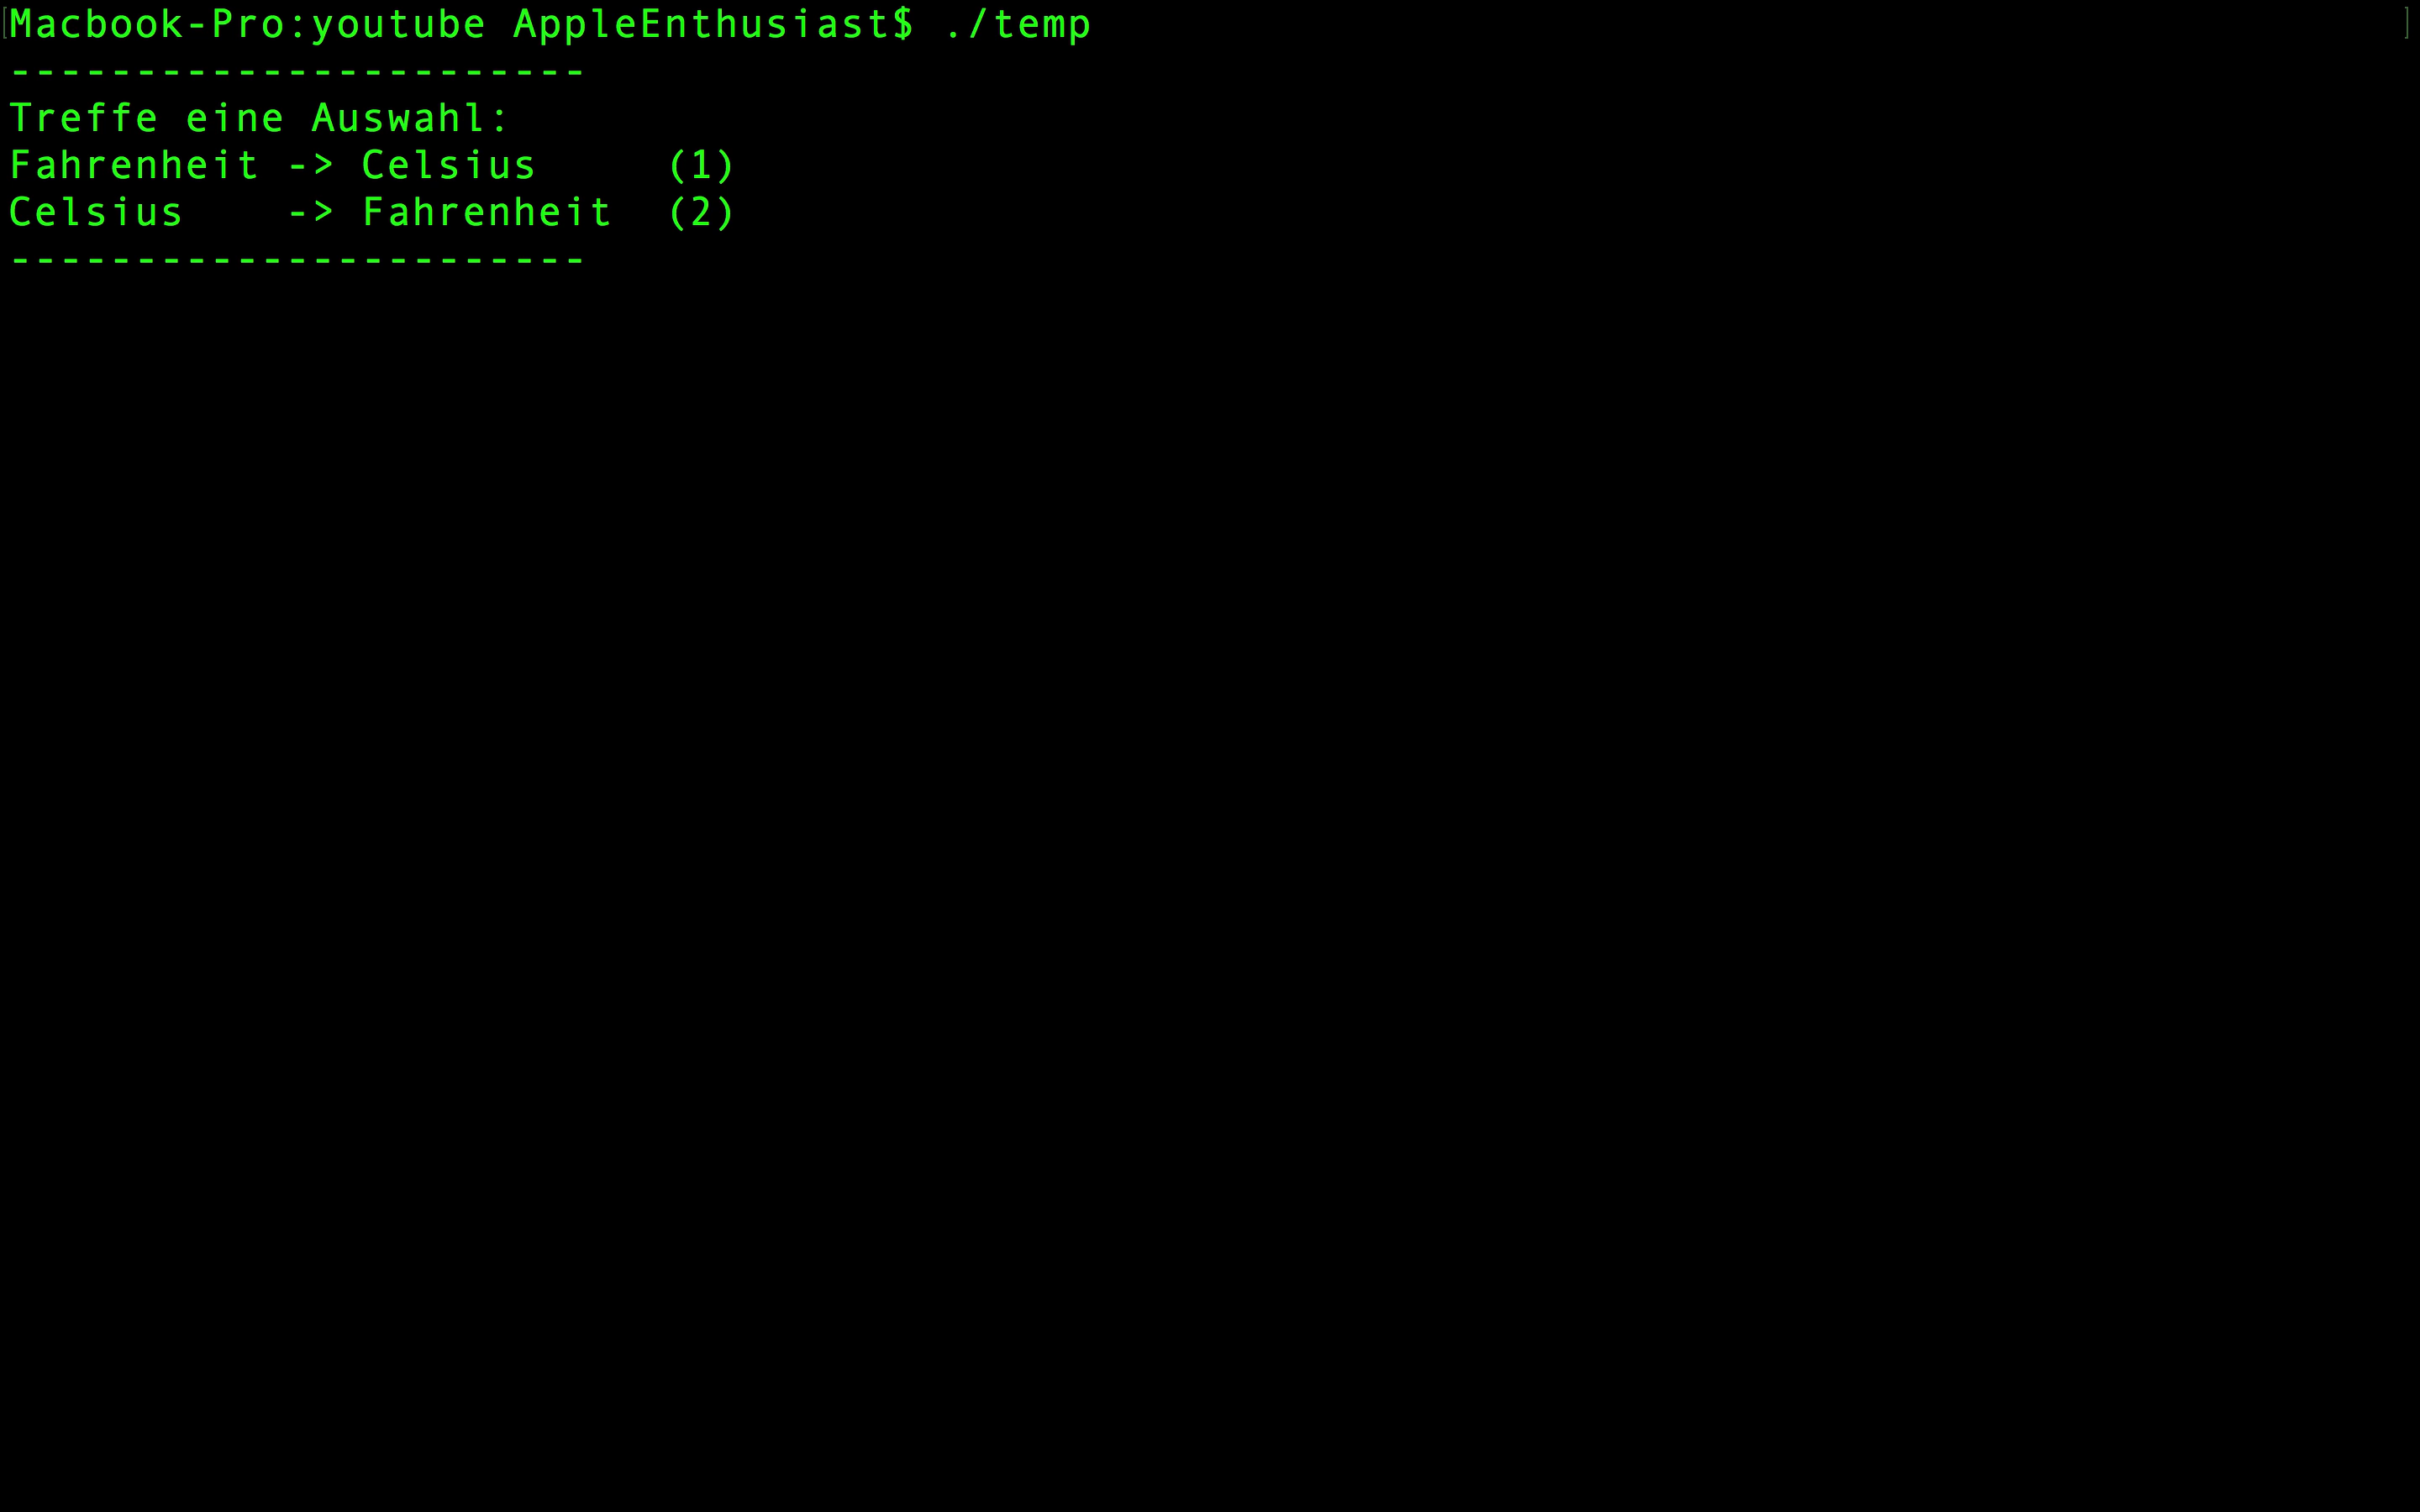 [Macbook-Pro:youtube AppleEnthusiast$ ./temp ]
-----------------------
Treffe eine Auswahl:
Fahrenheit -> Celsius     (1)
Celsius    -> Fahrenheit  (2)
-----------------------